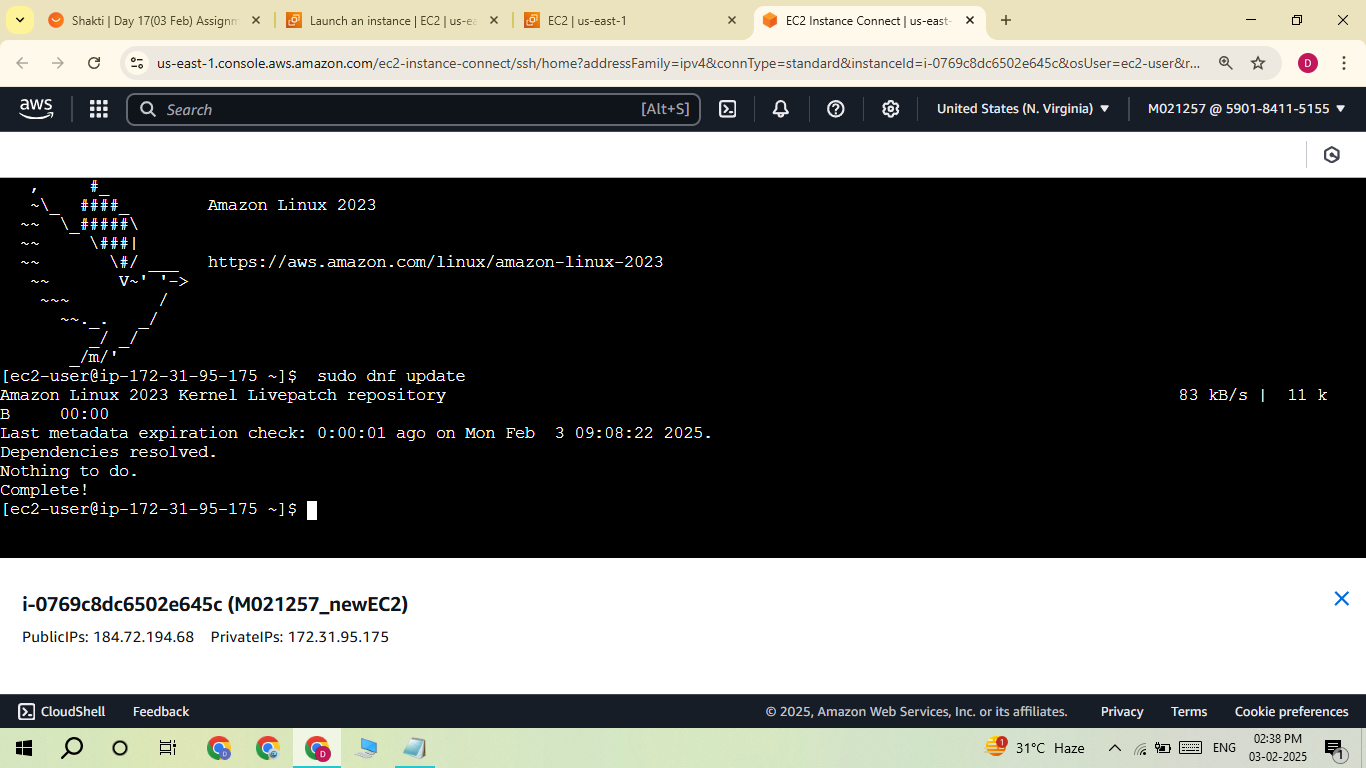 Shakti | Day 17(03 Feb) Assignm
Launch an instance | EC2 | us-ea
EC2 | us-east-1
EC2 Instance Connect | us-east-
us-east-1.console.aws.amazon.com/ec2-instance-connect/ssh/home?addressFamily=ipv4&connType=standard&instanceId=i-0769c8dc6502e645c&osUser=ec2-user&r...
D
aws
Search
[Alt+S]
United States (N. Virginia)
M021257 @ 5901-8411-5155
   ,     #_
   ~\_  ####_        Amazon Linux 2023
  ~~  \_#####\
  ~~     \###|
  ~~       \#/ ___   https://aws.amazon.com/linux/amazon-linux-2023
   ~~       V~' '->
    ~~~         /
      ~~._.   _/
         _/ _/
       _/m/'
[ec2-user@ip-172-31-95-175 ~]$  sudo dnf update
Amazon Linux 2023 Kernel Livepatch repository 83 kB/s |  11 k
B     00:00
Last metadata expiration check: 0:00:01 ago on Mon Feb  3 09:08:22 2025.
Dependencies resolved.
Nothing to do.
Complete!
[ec2-user@ip-172-31-95-175 ~]$
i-0769c8dc6502e645c (M021257_newEC2)
PublicIPs: 184.72.194.68 PrivateIPs: 172.31.95.175
CloudShell
Feedback
© 2025, Amazon Web Services, Inc. or its affiliates.
Privacy
Terms
Cookie preferences
D
D
1
31°C Haze
ENG
02:38 PM
03-02-2025
1